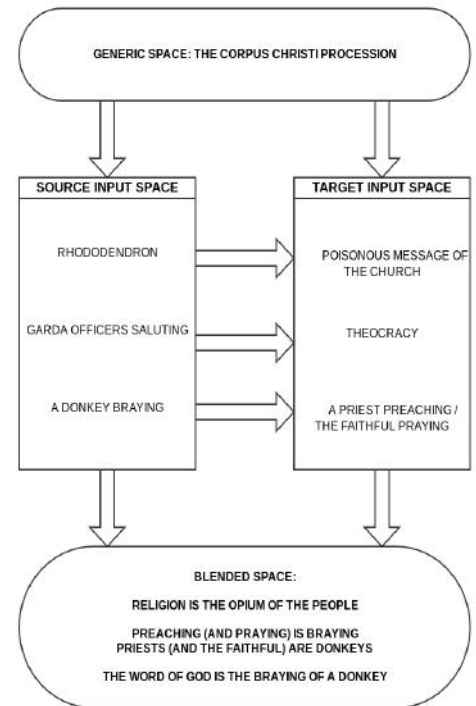 GENERIC SPACE: THE CORPUS CHRISTI PROCESSION
SOURCE INPUT SPACE
RHODODENDRON
GARDA OFFICERS SALUTING
A DONKEY BRAYING
TARGET INPUT SPACE
POISONOUS MESSAGE OF
THE CHURCH
THEOCRACY
A PRIEST PREACHING /
THE FAITHFUL PRAYING
BLENDED SPACE:
RELIGION IS THE OPIUM OF THE PEOPLE
PREACHING (AND PRAYING) IS BRAYING
PRIESTS (AND THE FAITHFUL) ARE DONKEYS
THE WORD OF GOD IS THE BRAYING OF A DONKEY